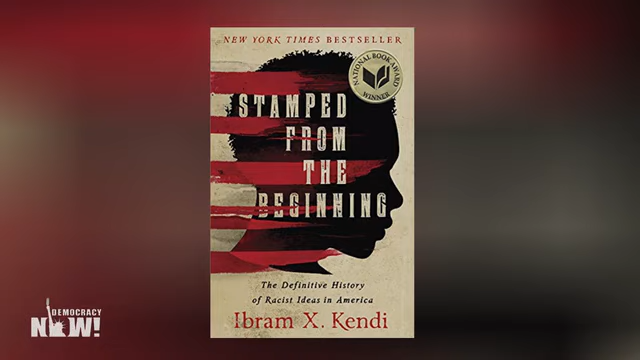 NEW YORK TIMES BESTSELLER
NATIONAL BOOK AWARD
WINNER
STAMPED
FROM
THE
BEGINNING
The Definitive History
of Racist Ideas in America
Ibram X. Kendi
DEMOCRACY
NOW!